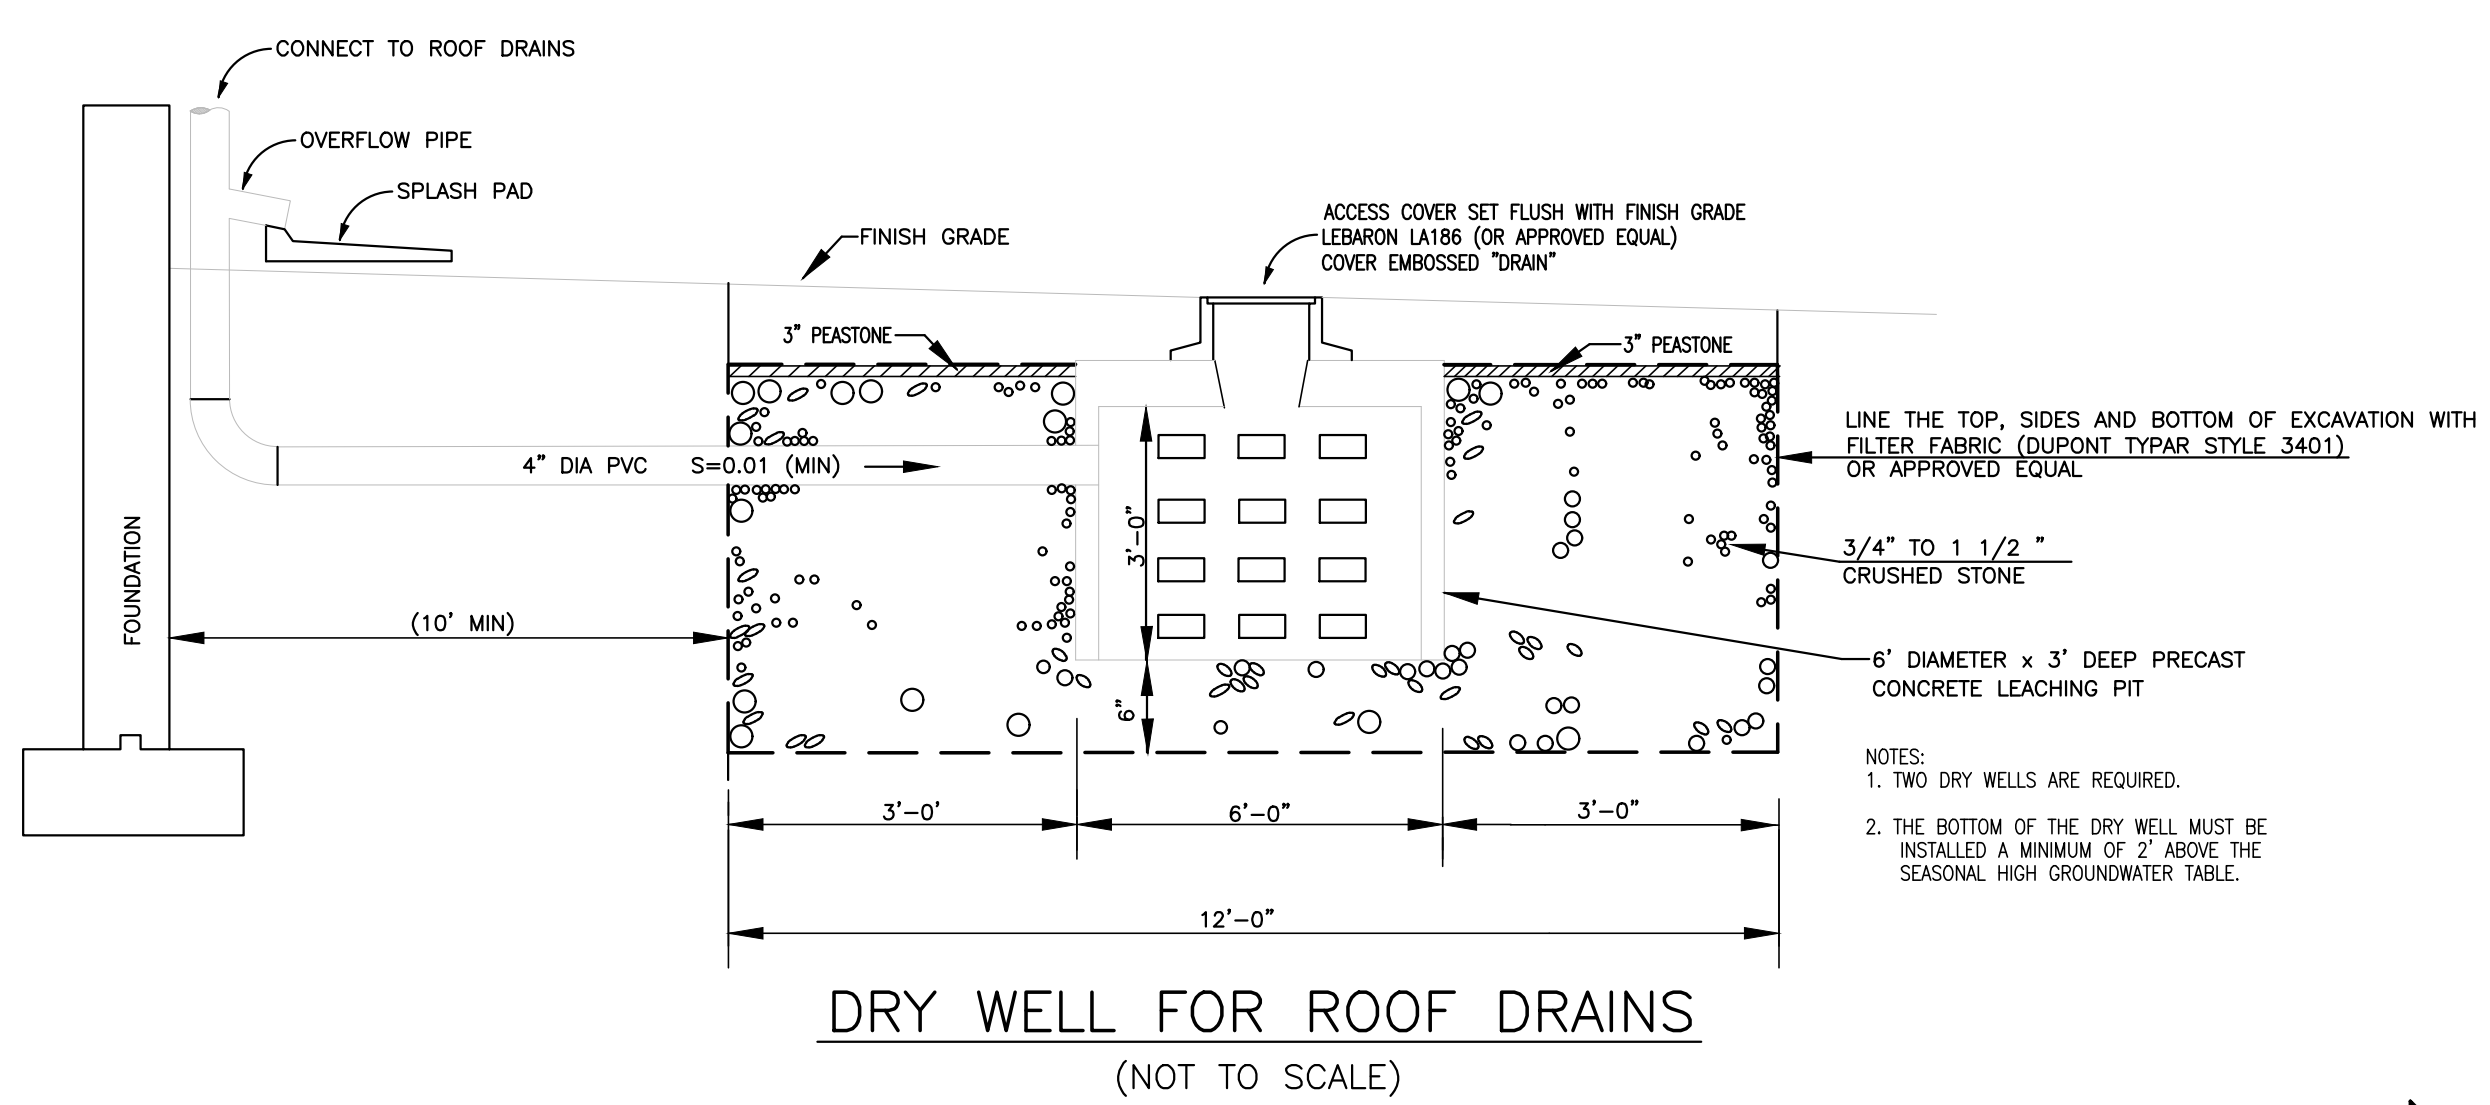 CONNECT TO ROOF DRAINS
OVERFLOW PIPE
SPLASH PAD
FINISH GRADE
ACCESS COVER SET FLUSH WITH FINISH GRADE
LEBARON LA186 (OR APPROVED EQUAL)
COVER EMBOSSED "DRAIN"
3" PEASTONE
3" PEASTONE
LINE THE TOP, SIDES AND BOTTOM OF EXCAVATION WITH
FILTER FABRIC (DUPONT TYPAR STYLE 3401)
OR APPROVED EQUAL
4" DIA PVC S=0.01 (MIN)
3'-0"
3/4" TO 1 1/2 "
CRUSHED STONE
FOUNDATION
(10' MIN)
6' DIAMETER x 3' DEEP PRECAST
CONCRETE LEACHING PIT
6"
NOTES:
1. TWO DRY WELLS ARE REQUIRED.
2. THE BOTTOM OF THE DRY WELL MUST BE
INSTALLED A MINIMUM OF 2' ABOVE THE
SEASONAL HIGH GROUNDWATER TABLE.
3'-0'
6'-0"
3'-0"
12'-0"
DRY WELL FOR ROOF DRAINS
(NOT TO SCALE)